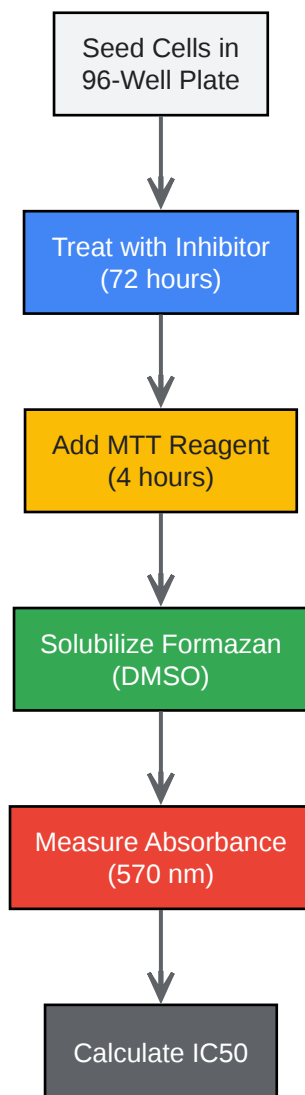 Seed Cells in
96-Well Plate
Treat with Inhibitor
(72 hours)
Add MTT Reagent
(4 hours)
Solubilize Formazan
(DMSO)
Measure Absorbance
(570 nm)
Calculate IC50